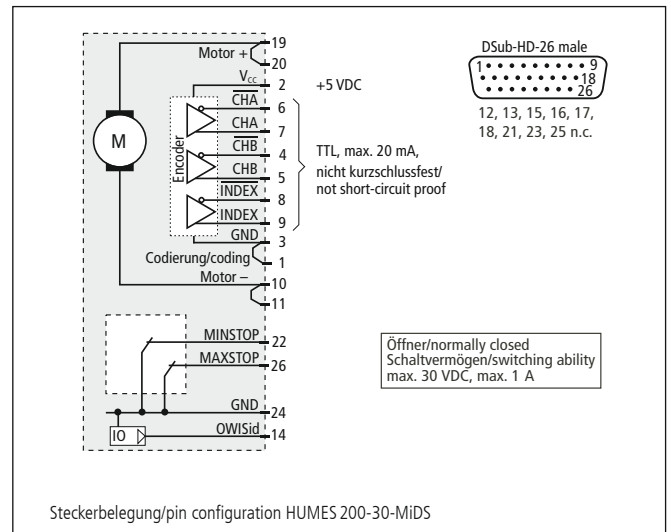 Motor +
19
20
V_CC
2
+5 VDC
CHA
6
CHA
7
CHB
4
CHB
5
INDEX
8
INDEX
9
GND
3
Codierung/coding
1
Motor –
10
11
M
Encoder
TTL, max. 20 mA,
nicht kurzschlussfest/
not short-circuit proof
DSub-HD-26 male
1
9
18
26
12, 13, 15, 16, 17,
18, 21, 23, 25 n.c.
MINSTOP
22
MAXSTOP
26
GND
24
IO
OWISid
14
Öffner/normally closed
Schaltvermögen/switching ability
max. 30 VDC, max. 1 A
Steckerbelegung/pin configuration HUMES 200-30-MiDS